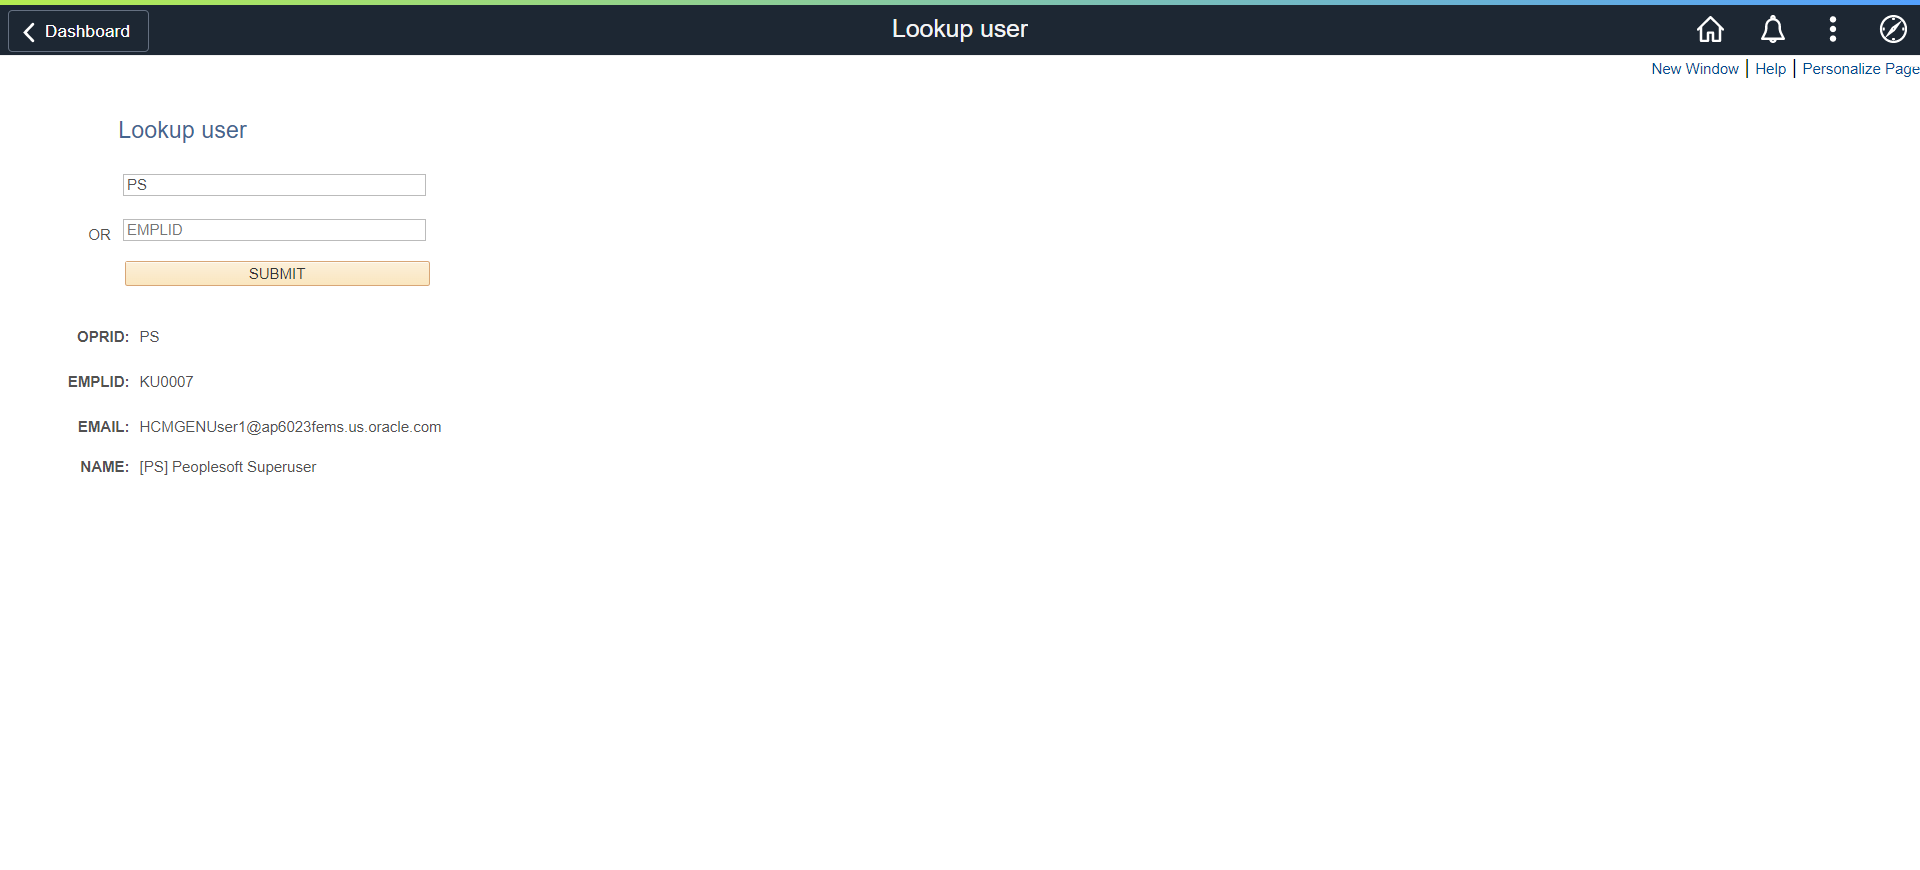 Dashboard
Lookup user
New Window | Help | Personalize Page
Lookup user
PS
OR EMPLID
SUBMIT
OPRID: PS
EMPLID: KU0007
EMAIL: HCMGENUser1@ap6023fems.us.oracle.com
NAME: [PS] Peoplesoft Superuser